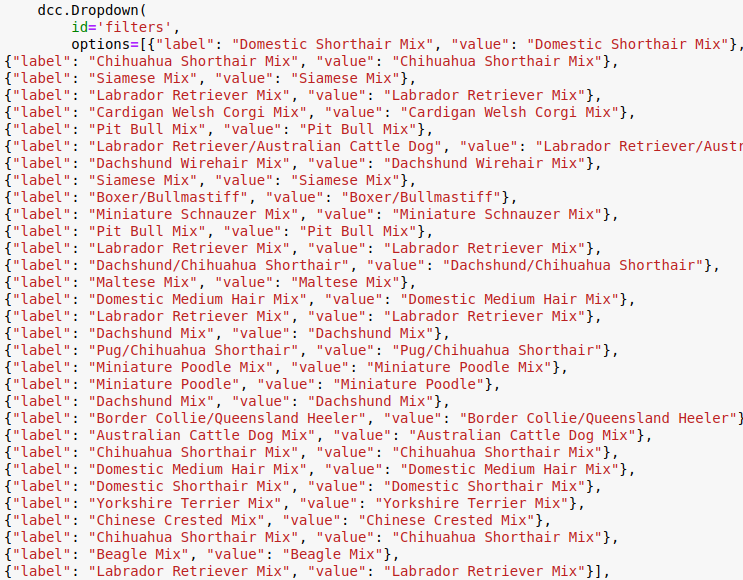 dcc.Dropdown(
id='filters',
options=[{"label": "Domestic Shorthair Mix", "value": "Domestic Shorthair Mix"},
{"label": "Chihuahua Shorthair Mix", "value": "Chihuahua Shorthair Mix"},
{"label": "Siamese Mix", "value": "Siamese Mix"},
{"label": "Labrador Retriever Mix", "value": "Labrador Retriever Mix"},
{"label": "Cardigan Welsh Corgi Mix", "value": "Cardigan Welsh Corgi Mix"},
{"label": "Pit Bull Mix", "value": "Pit Bull Mix"},
{"label": "Labrador Retriever/Australian Cattle Dog", "value": "Labrador Retriever/Austr
{"label": "Dachshund Wirehair Mix", "value": "Dachshund Wirehair Mix"},
{"label": "Siamese Mix", "value": "Siamese Mix"},
{"label": "Boxer/Bullmastiff", "value": "Boxer/Bullmastiff"},
{"label": "Miniature Schnauzer Mix", "value": "Miniature Schnauzer Mix"},
{"label": "Pit Bull Mix", "value": "Pit Bull Mix"},
{"label": "Labrador Retriever Mix", "value": "Labrador Retriever Mix"},
{"label": "Dachshund/Chihuahua Shorthair", "value": "Dachshund/Chihuahua Shorthair"},
{"label": "Maltese Mix", "value": "Maltese Mix"},
{"label": "Domestic Medium Hair Mix", "value": "Domestic Medium Hair Mix"},
{"label": "Labrador Retriever Mix", "value": "Labrador Retriever Mix"},
{"label": "Dachshund Mix", "value": "Dachshund Mix"},
{"label": "Pug/Chihuahua Shorthair", "value": "Pug/Chihuahua Shorthair"},
{"label": "Miniature Poodle Mix", "value": "Miniature Poodle Mix"},
{"label": "Miniature Poodle", "value": "Miniature Poodle"},
{"label": "Dachshund Mix", "value": "Dachshund Mix"},
{"label": "Border Collie/Queensland Heeler", "value": "Border Collie/Queensland Heeler"}
{"label": "Australian Cattle Dog Mix", "value": "Australian Cattle Dog Mix"},
{"label": "Chihuahua Shorthair Mix", "value": "Chihuahua Shorthair Mix"},
{"label": "Domestic Medium Hair Mix", "value": "Domestic Medium Hair Mix"},
{"label": "Domestic Shorthair Mix", "value": "Domestic Shorthair Mix"},
{"label": "Yorkshire Terrier Mix", "value": "Yorkshire Terrier Mix"},
{"label": "Chinese Crested Mix", "value": "Chinese Crested Mix"},
{"label": "Chihuahua Shorthair Mix", "value": "Chihuahua Shorthair Mix"},
{"label": "Beagle Mix", "value": "Beagle Mix"},
{"label": "Labrador Retriever Mix", "value": "Labrador Retriever Mix"}],